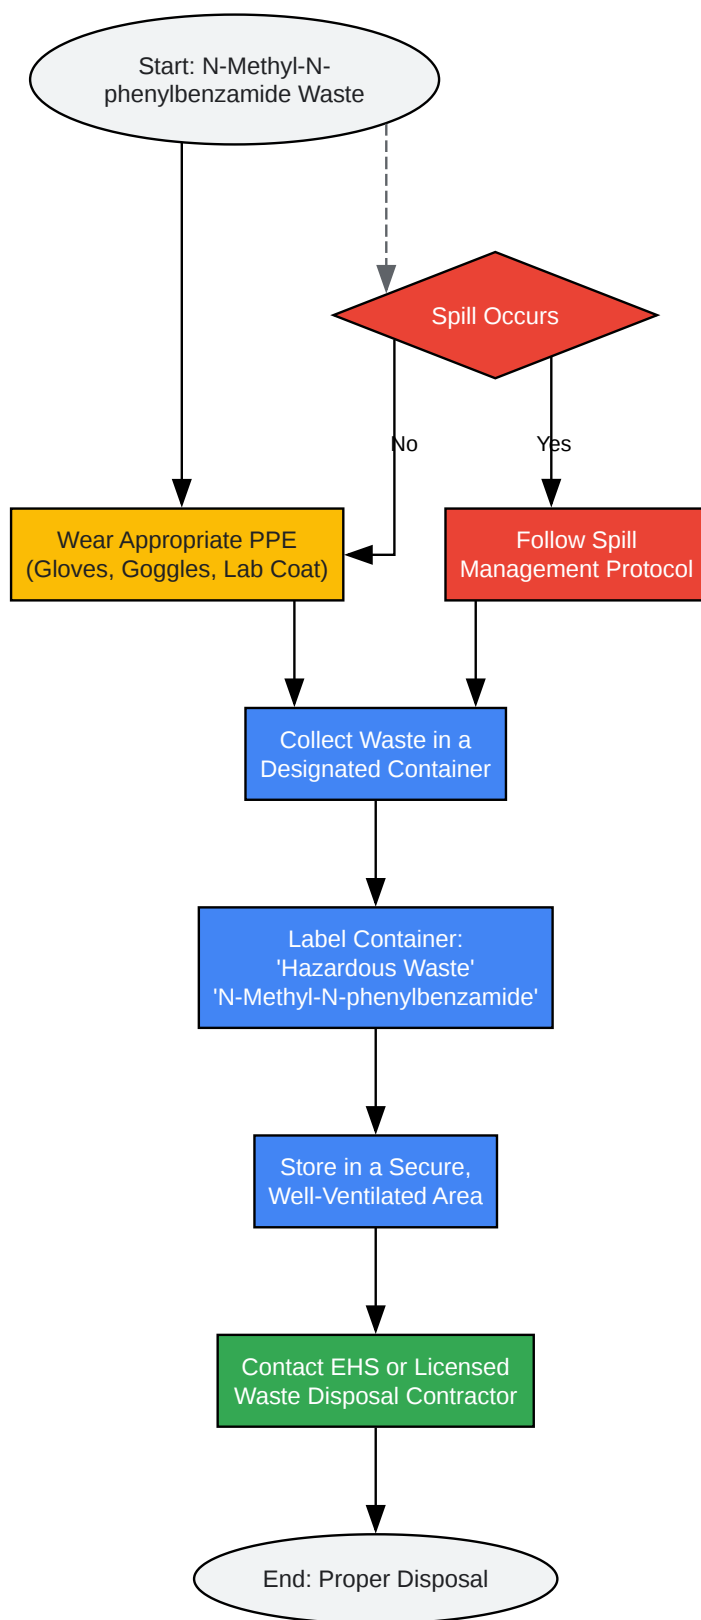 Start: N-Methyl-N-
phenylbenzamide Waste
Spill Occurs
No
Yes
Wear Appropriate PPE
(Gloves, Goggles, Lab Coat)
Follow Spill
Management Protocol
Collect Waste in a
Designated Container
Label Container:
'Hazardous Waste'
'N-Methyl-N-phenylbenzamide'
Store in a Secure,
Well-Ventilated Area
Contact EHS or Licensed
Waste Disposal Contractor
End: Proper Disposal